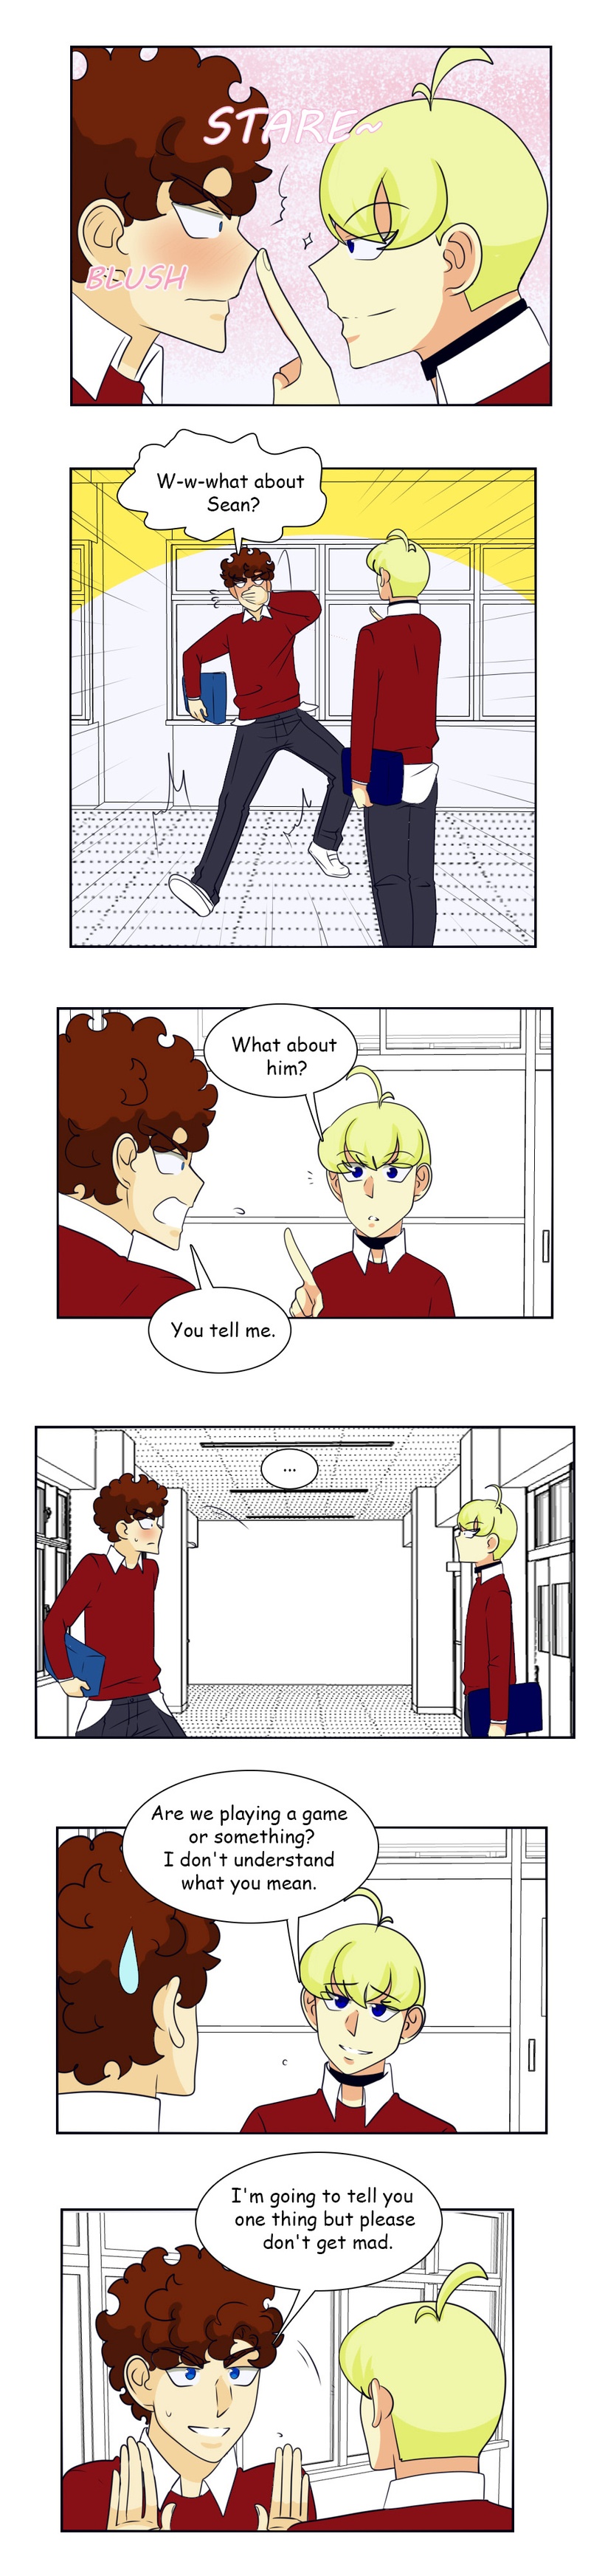 STARE~
BLUSH
W-w-what about
Sean?
What about
him?
You tell me.
...
Are we playing a game
or something?
I don't understand
what you mean.
I'm going to tell you
one thing but please
don't get mad.